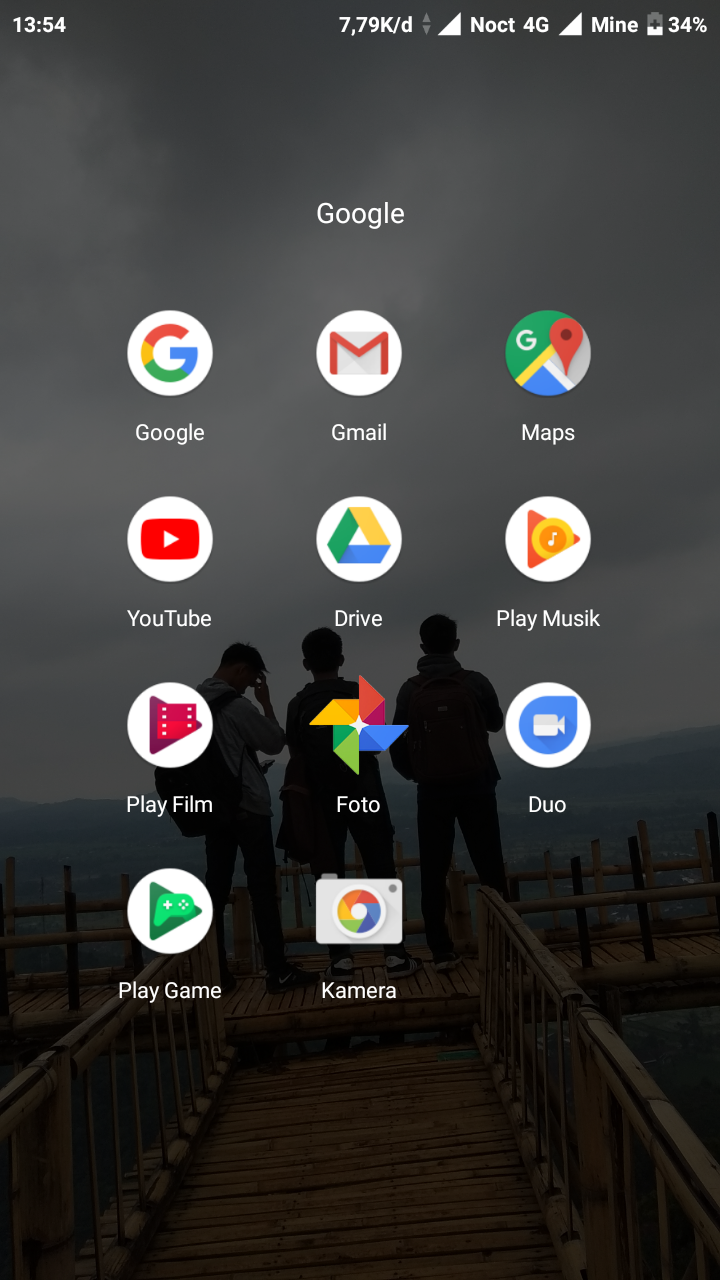 13:54 7,79K/d Noct 4G Mine 34%
Google
Google Gmail Maps
YouTube Drive Play Musik
Play Film Foto Duo
Play Game Kamera